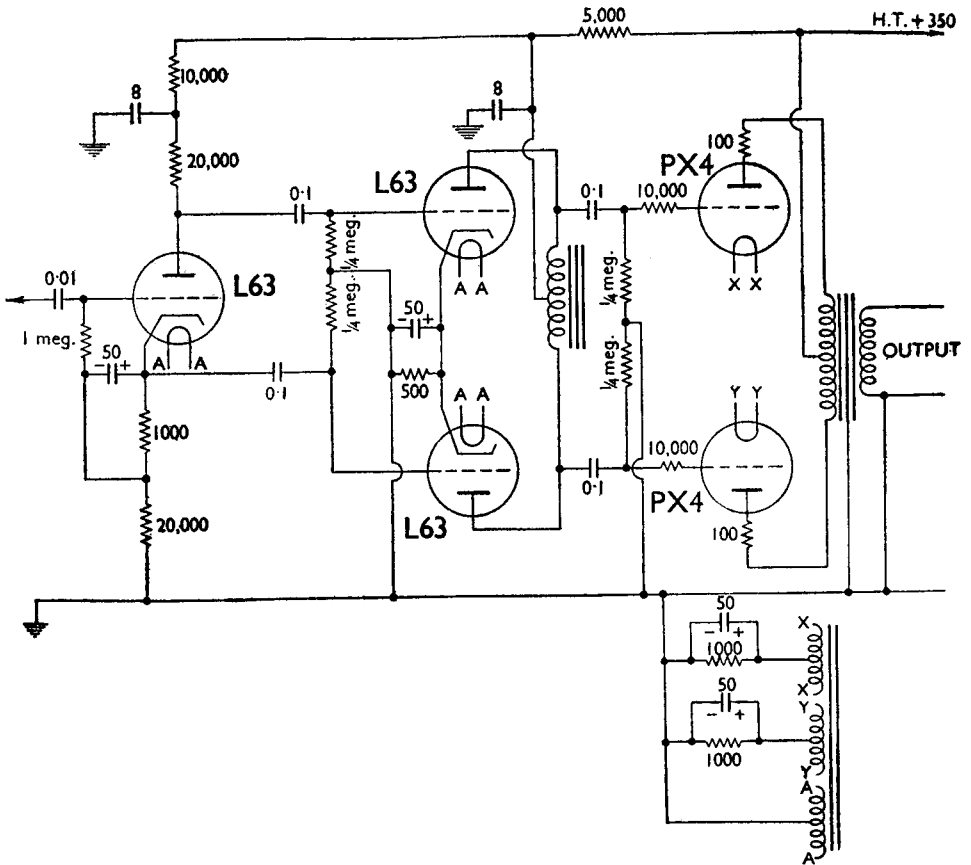 5,000
H.T. + 350
10,000
8
8
20,000
100
L63
PX4
0·1
0·1
10,000
¼ meg.
¼ meg.
L63
0·01
A A
X X
¼ meg.
¼ meg.
1 meg.
- 50 +
- 50 +
A A
OUTPUT
0·1
500
A A
Y Y
1000
10,000
0·1
PX4
20,000
L63
100
50
- +
1000
X
X
50
- +
1000
Y
Y
A
A